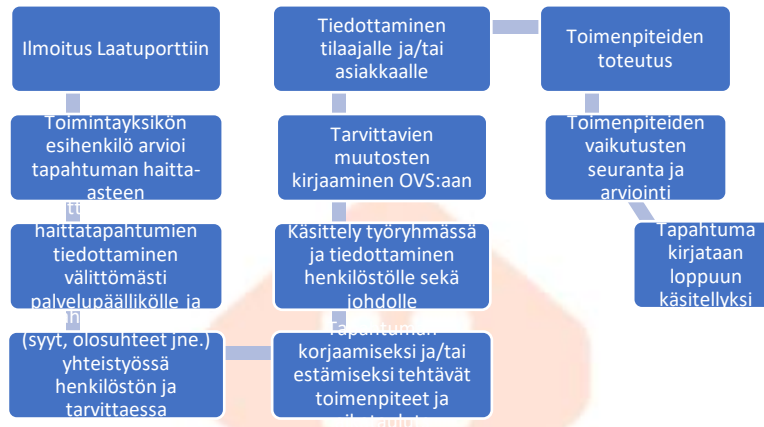 Ilmoitus Laatuporttiin
Toimintayksikön
esihenkilö arvioi
tapahtuman haitta-
asteen
haittatapahtumien
tiedottaminen
välittömästi
palvelupäällikölle ja
(syyt, olosuhteet jne.)
yhteistyössä
henkilöstön ja
tarvittaessa
Tapahtuman
korjaamiseksi ja/tai
estämiseksi tehtävät
toimenpiteet ja
Käsittely työryhmässä
ja tiedottaminen
henkilöstölle sekä
johdolle
Tarvittavien
muutosten
kirjaaminen OVS:aan
Tiedottaminen
tilaajalle ja/tai
asiakkaalle
Toimenpiteiden
toteutus
Toimenpiteiden
vaikutusten
seuranta ja
arviointi
Tapahtuma
kirjataan
loppuun
käsitellyksi